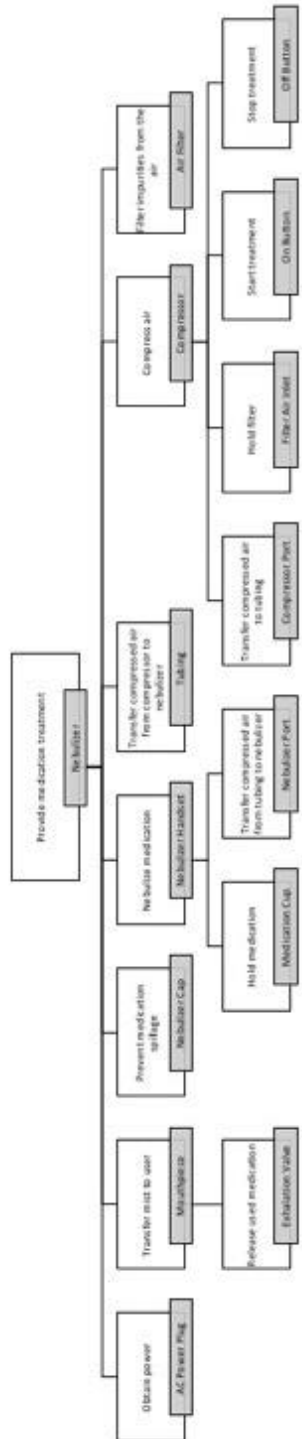 Provide medication treatment
Nebulizer
Obtain power
AC Power Plug
Transfer mist to user
Mouthpiece
Prevent medication
spillage
Nebulizer Cap
Nebulize medication
Nebulizer Handset
Transfer compressed air
from compressor to
nebulizer
Tubing
Compress air
Compressor
Filter impurities from the
air
Air Filter
Release used medication
Exhalation Valve
Hold medication
Medication Cup
Transfer compressed air
from tubing to nebulizer
Nebulizer Port
Transfer compressed air
to tubing
Compressor Port
Hold filter
Filter Air Inlet
Start treatment
On Button
Stop treatment
Off Button